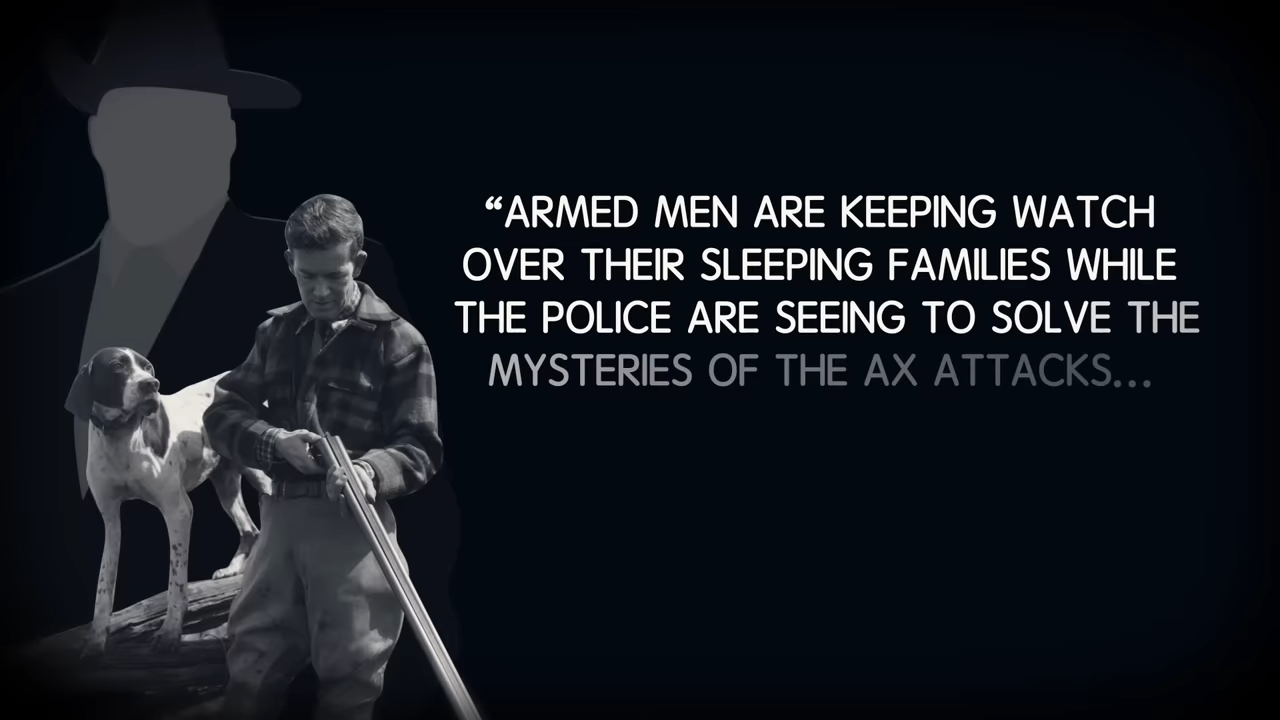 “ARMED MEN ARE KEEPING WATCH
OVER THEIR SLEEPING FAMILIES WHILE
THE POLICE ARE SEEING TO SOLVE THE
MYSTERIES OF THE AX ATTACKS...